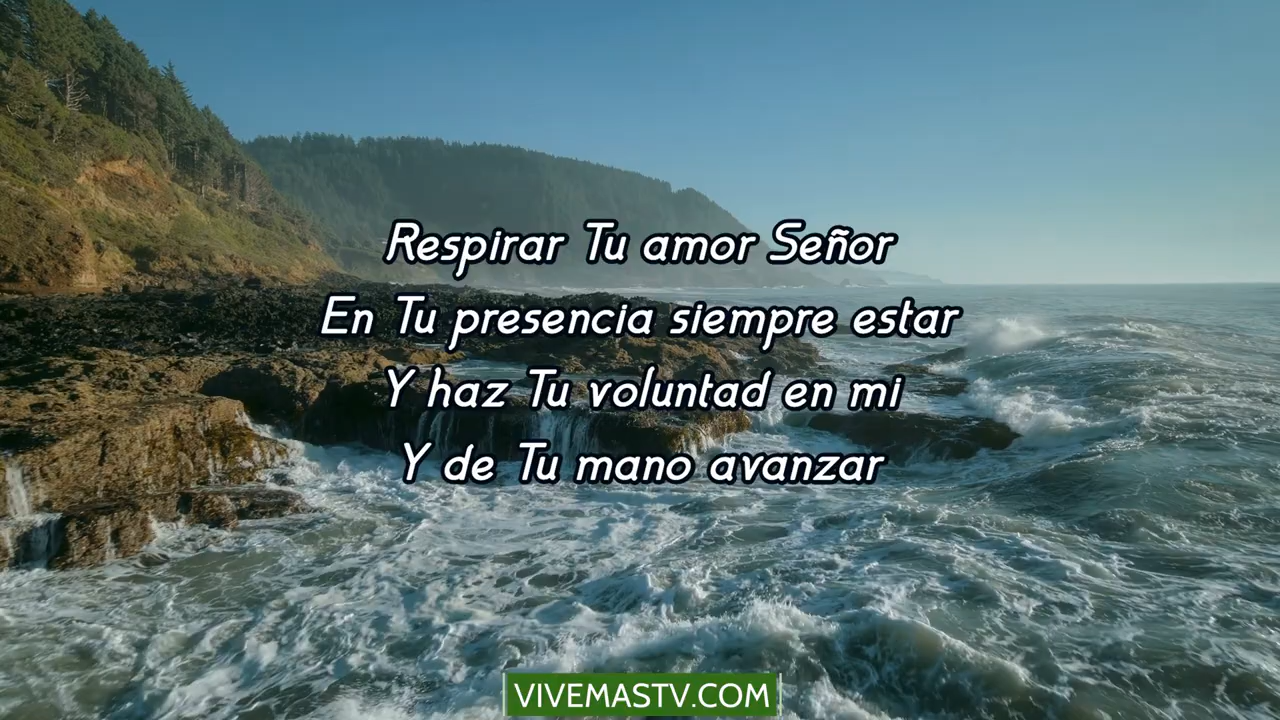 Respirar Tu amor Señor
En Tu presencia siempre estar
Y haz Tu voluntad en mi
Y de Tu mano avanzar
VIVEMASTV.COM